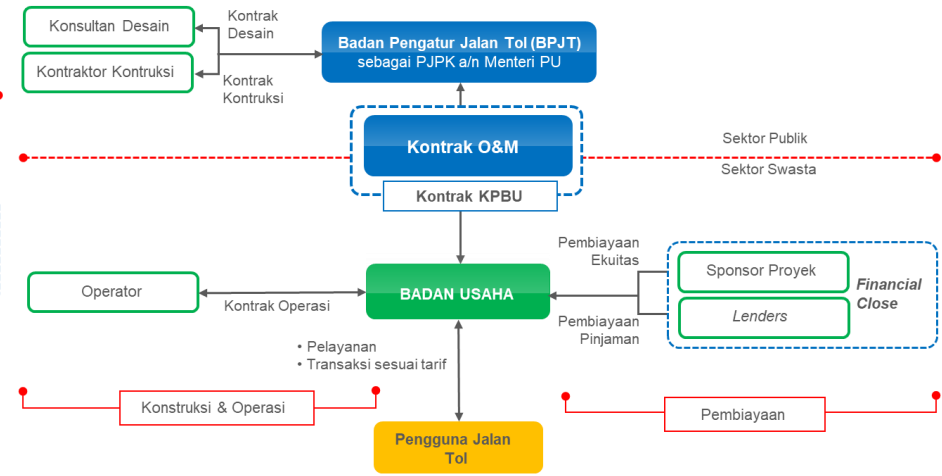 Konsultan Desain
Kontrak
Desain
Kontraktor Kontruksi
Kontrak
Kontruksi
Badan Pengatur Jalan Tol (BPJT)
sebagai PJPK a/n Menteri PU
Kontrak O&M
Kontrak KPBU
Sektor Publik
Sektor Swasta
Operator
Kontrak Operasi
BADAN USAHA
Pembiayaan
Ekuitas
Pembiayaan
Pinjaman
Sponsor Proyek
Lenders
Financial
Close
• Pelayanan
• Transaksi sesuai tarif
Konstruksi & Operasi
Pengguna Jalan
Tol
Pembiayaan